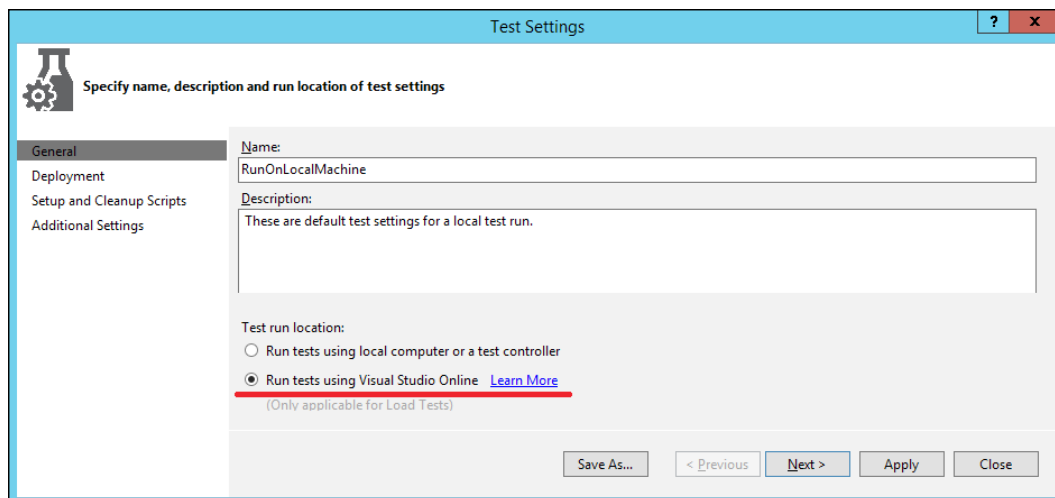 Test Settings
? x
Specify name, description and run location of test settings
General
Deployment
Setup and Cleanup Scripts
Additional Settings
Name:
RunOnLocalMachine
Description:
These are default test settings for a local test run.
Test run location:
Run tests using local computer or a test controller
Run tests using Visual Studio Online Learn More
(Only applicable for Load Tests)
Save As... < Previous Next > Apply Close